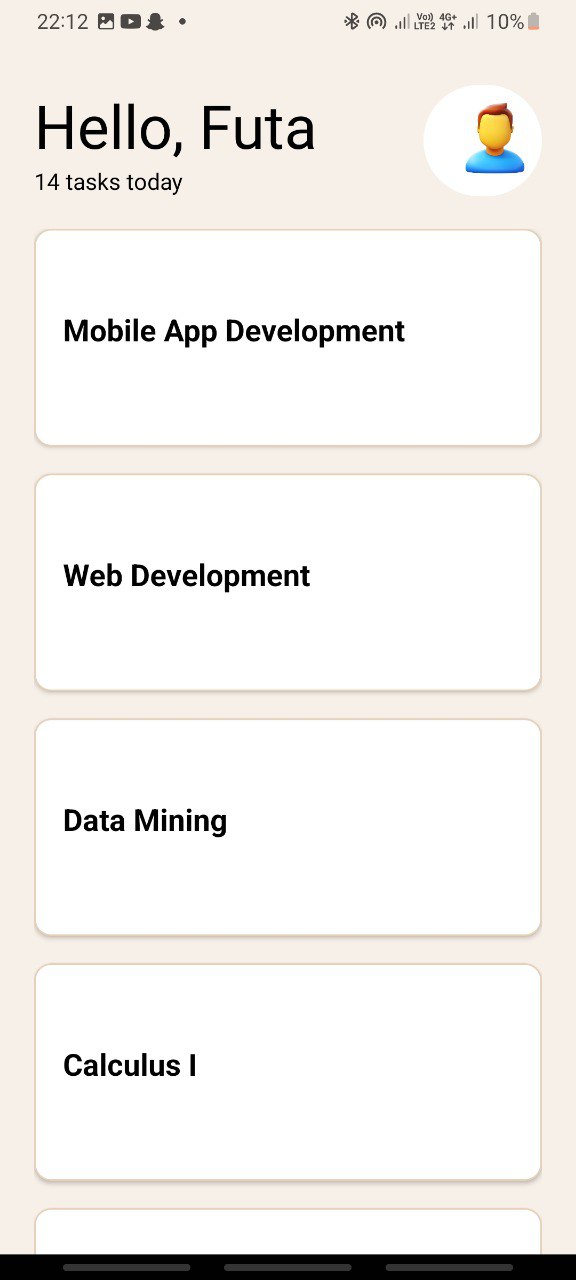 22:12
Vo)) LTE2 4G+ 10%
Hello, Futa
14 tasks today
Mobile App Development
Web Development
Data Mining
Calculus I